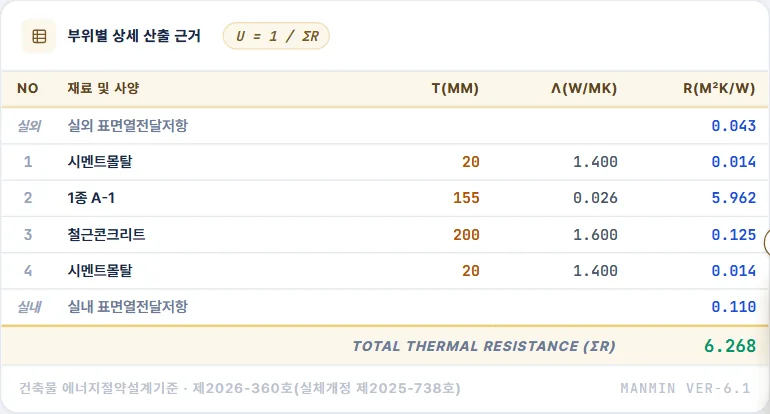 부위별 상세 산출 근거 U = 1 / ΣR
NO 재료 및 사양 T(MM) Λ(W/MK) R(M²K/W)
실외 실외 표면열전달저항 0.043
1 시멘트몰탈 20 1.400 0.014
2 1종 A-1 155 0.026 5.962
3 철근콘크리트 200 1.600 0.125
4 시멘트몰탈 20 1.400 0.014
실내 실내 표면열전달저항 0.110
TOTAL THERMAL RESISTANCE (ΣR) 6.268
건축물 에너지절약설계기준 · 제2026-360호(실체개정 제2025-738호) MANMIN VER-6.1